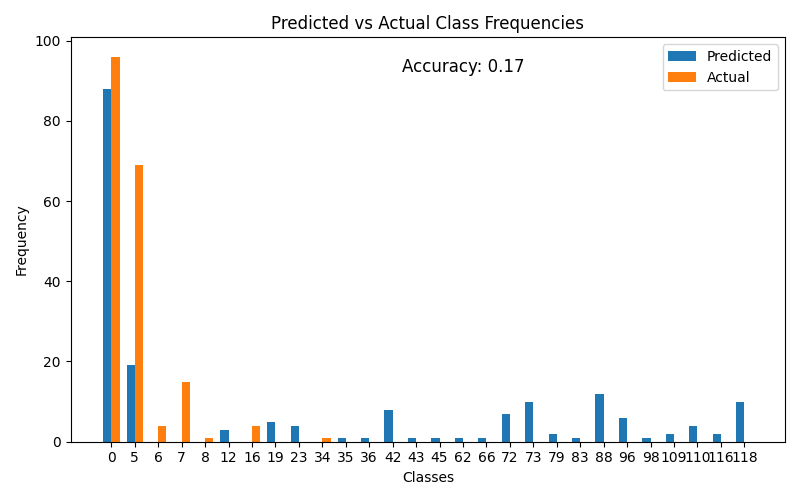 Predicted vs Actual Class Frequencies
Accuracy: 0.17
Predicted
Actual
Frequency
100
80
60
40
20
0
0 5 6 7 8 12 16 19 23 34 35 36 42 43 45 62 66 72 73 79 83 88 96 98 109 110 116 118
Classes